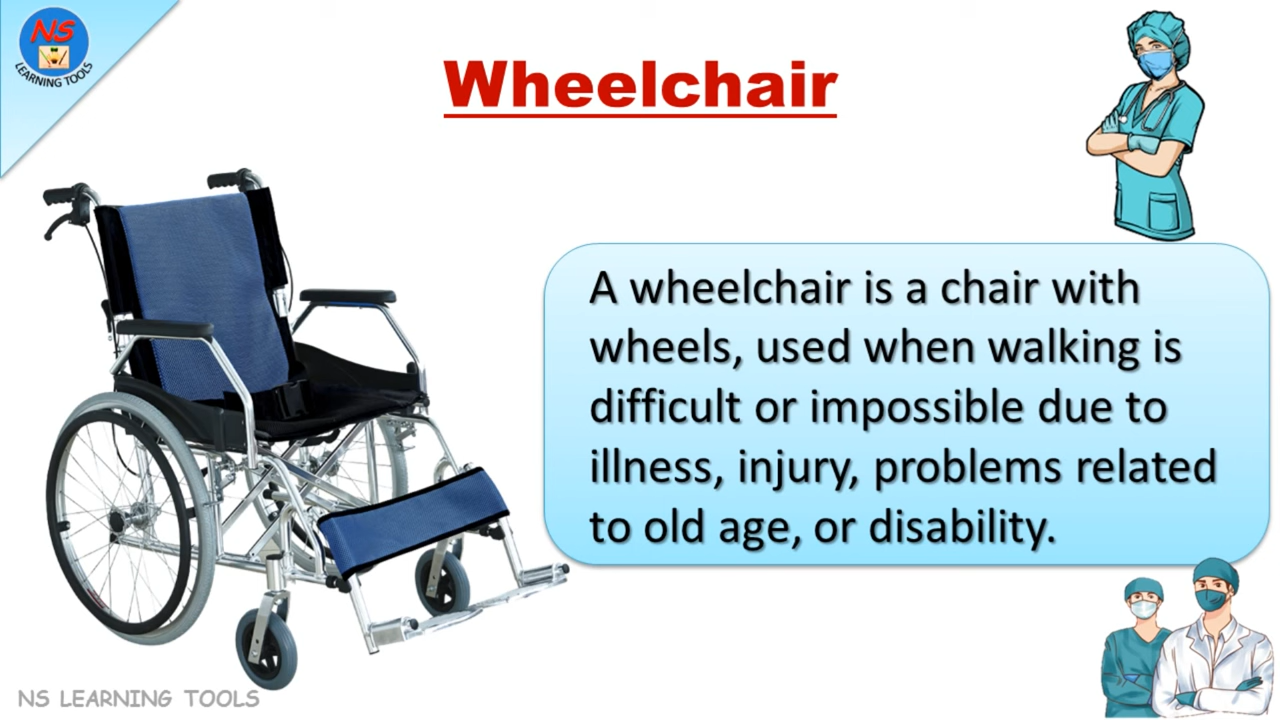 NS
LEARNING TOOLS
Wheelchair
A wheelchair is a chair with
wheels, used when walking is
difficult or impossible due to
illness, injury, problems related
to old age, or disability.
NS LEARNING TOOLS